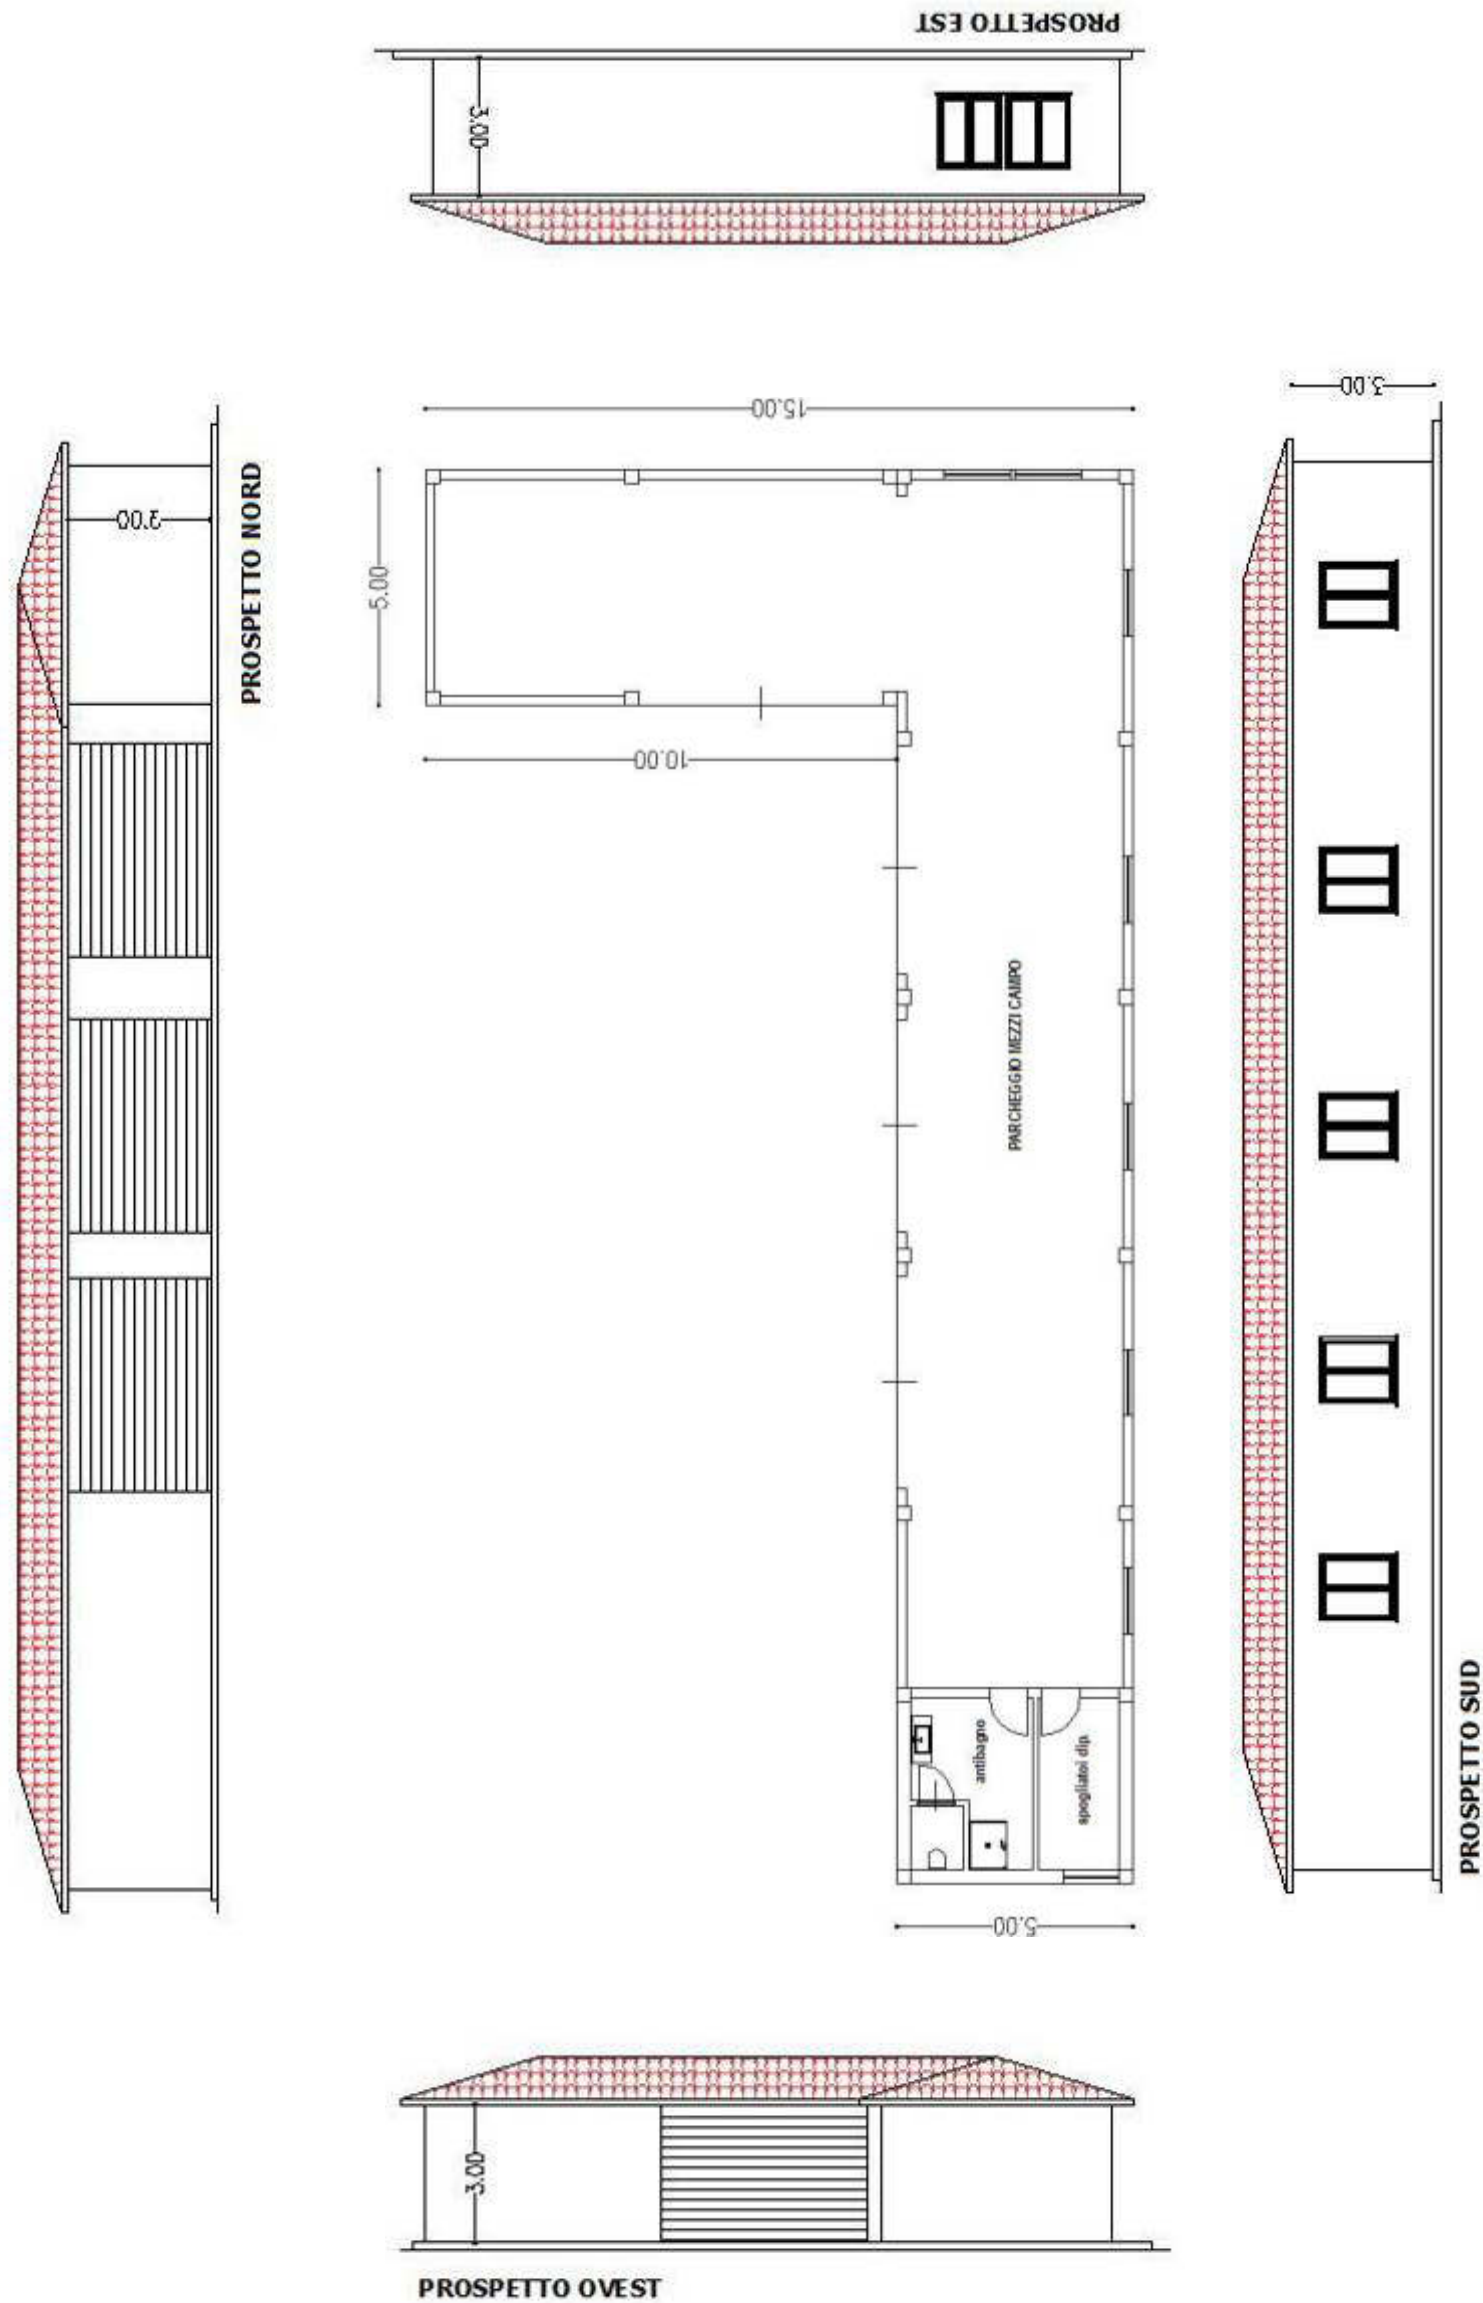 PROSPETTO EST
3.00
3.00
PROSPETTO NORD
15.00
5.00
10.00
PARCHEGGIO MEZZI CAMPO
antibagno
spogliatoi dip.
5.00
3.00
PROSPETTO SUD
3.00
PROSPETTO OVEST